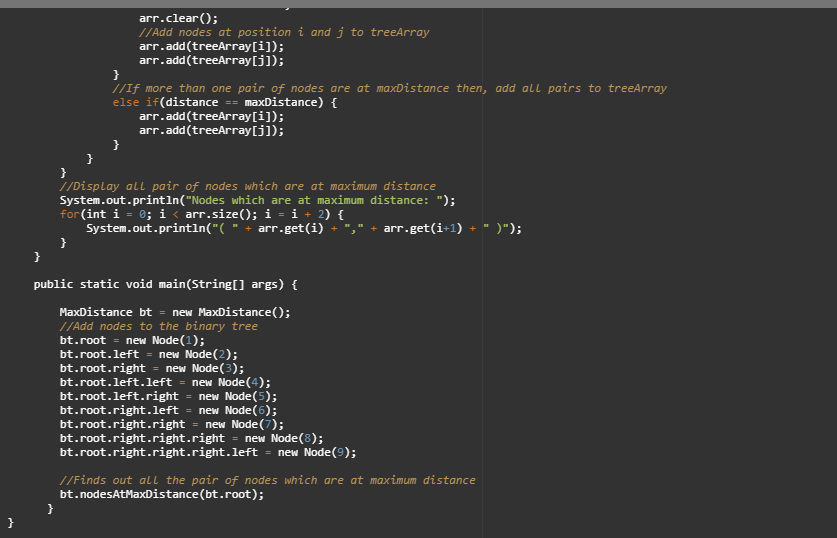 arr.clear();
//Add nodes at position i and j to treeArray
arr.add(treeArray[i]);
arr.add(treeArray[j]);
}
//If more than one pair of nodes are at maxDistance then, add all pairs to treeArray
else if(distance == maxDistance) {
arr.add(treeArray[i]);
arr.add(treeArray[j]);
}
}
}
//Display all pair of nodes which are at maximum distance
System.out.println("Nodes which are at maximum distance: ");
for(int i = 0; i < arr.size(); i = i + 2) {
System.out.println("( " + arr.get(i) + "," + arr.get(i+1) + " )");
}
}
public static void main(String[] args) {
MaxDistance bt = new MaxDistance();
//Add nodes to the binary tree
bt.root = new Node(1);
bt.root.left = new Node(2);
bt.root.right = new Node(3);
bt.root.left.left = new Node(4);
bt.root.left.right = new Node(5);
bt.root.right.left = new Node(6);
bt.root.right.right = new Node(7);
bt.root.right.right.right = new Node(8);
bt.root.right.right.right.left = new Node(9);
//Finds out all the pair of nodes which are at maximum distance
bt.nodesAtMaxDistance(bt.root);
}
}